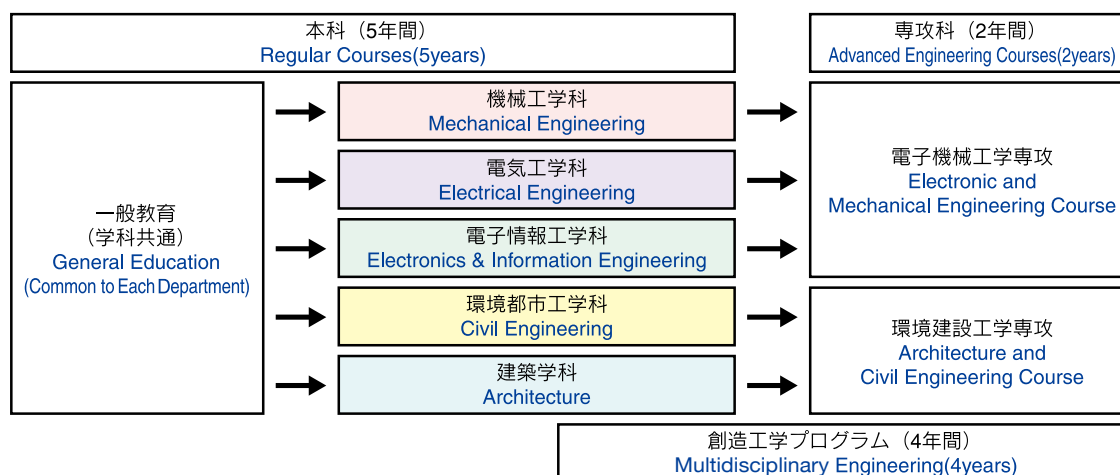 本科（5年間）
Regular Courses(5years)
専攻科（2年間）
Advanced Engineering Courses(2years)
一般教育
（学科共通）
General Education
(Common to Each Department)
機械工学科
Mechanical Engineering
電気工学科
Electrical Engineering
電子情報工学科
Electronics & Information Engineering
環境都市工学科
Civil Engineering
建築学科
Architecture
電子機械工学専攻
Electronic and
Mechanical Engineering Course
環境建設工学専攻
Architecture and
Civil Engineering Course
創造工学プログラム（4年間）
Multidisciplinary Engineering(4years)